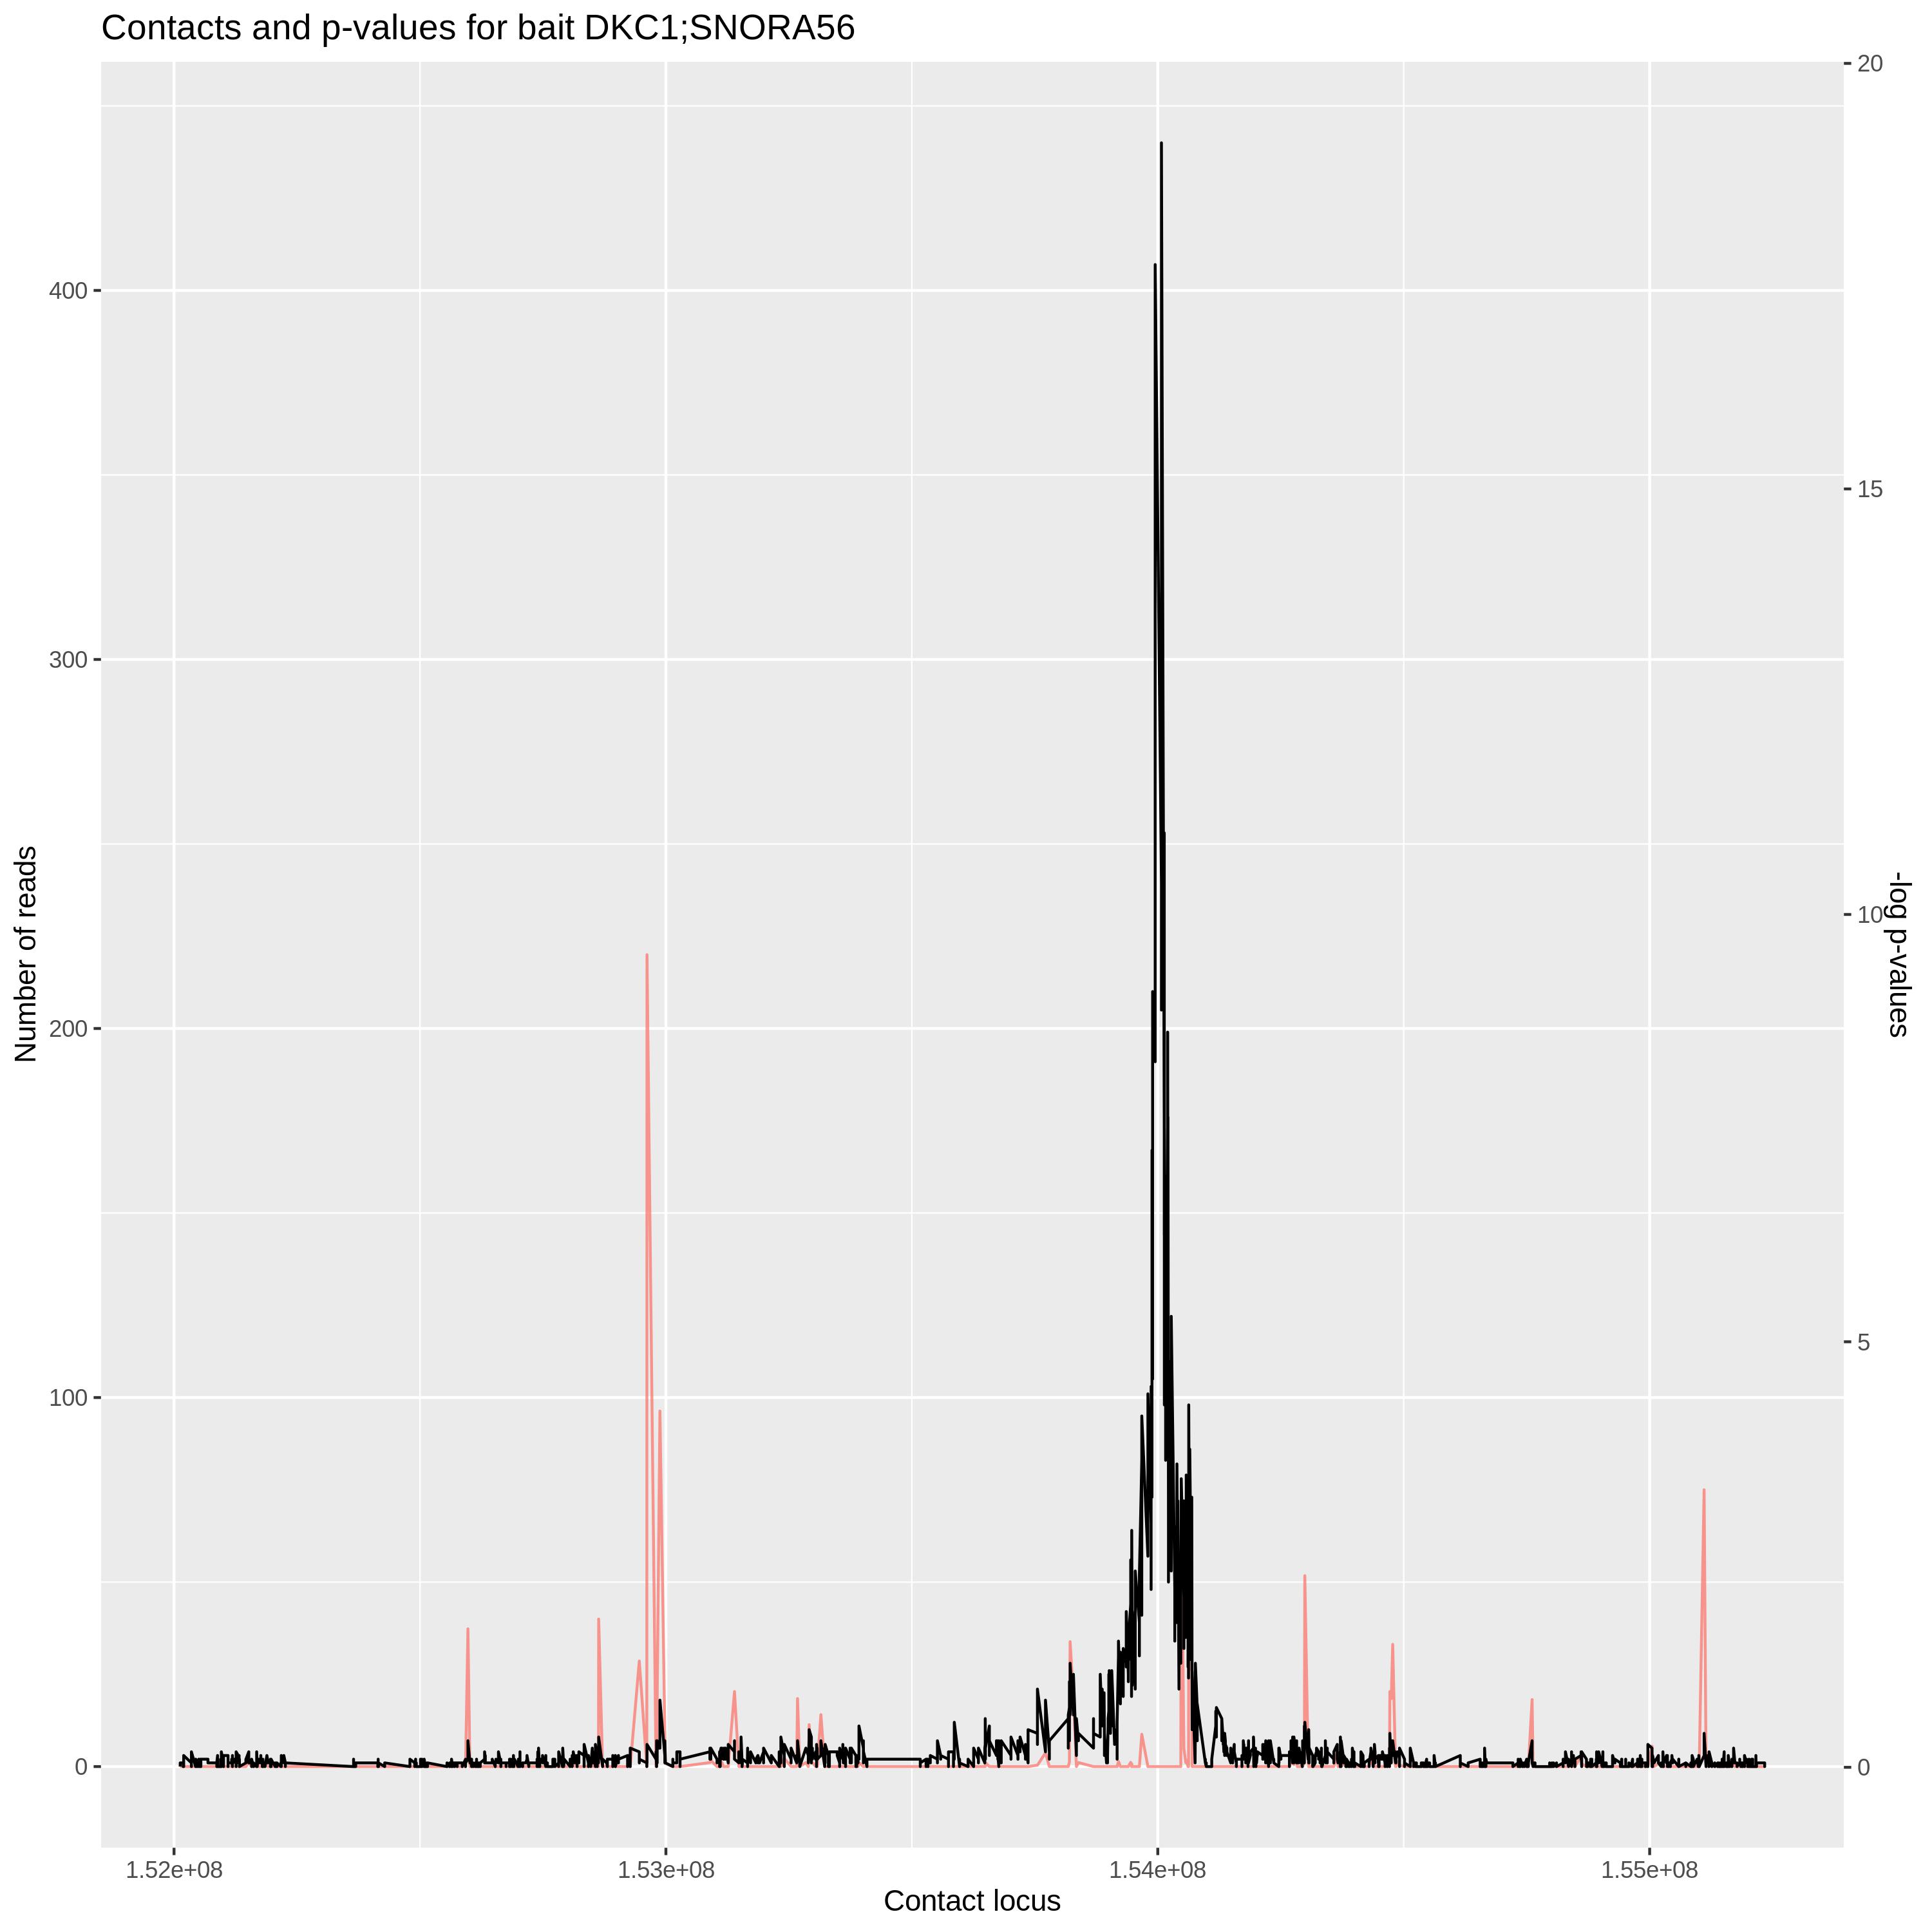 Contacts and p-values for bait DKC1;SNORA56
20
400
15
300
Number of reads
10
-log p-values
200
100
5
0
0
1.52e+08
1.53e+08
1.54e+08
1.55e+08
Contact locus